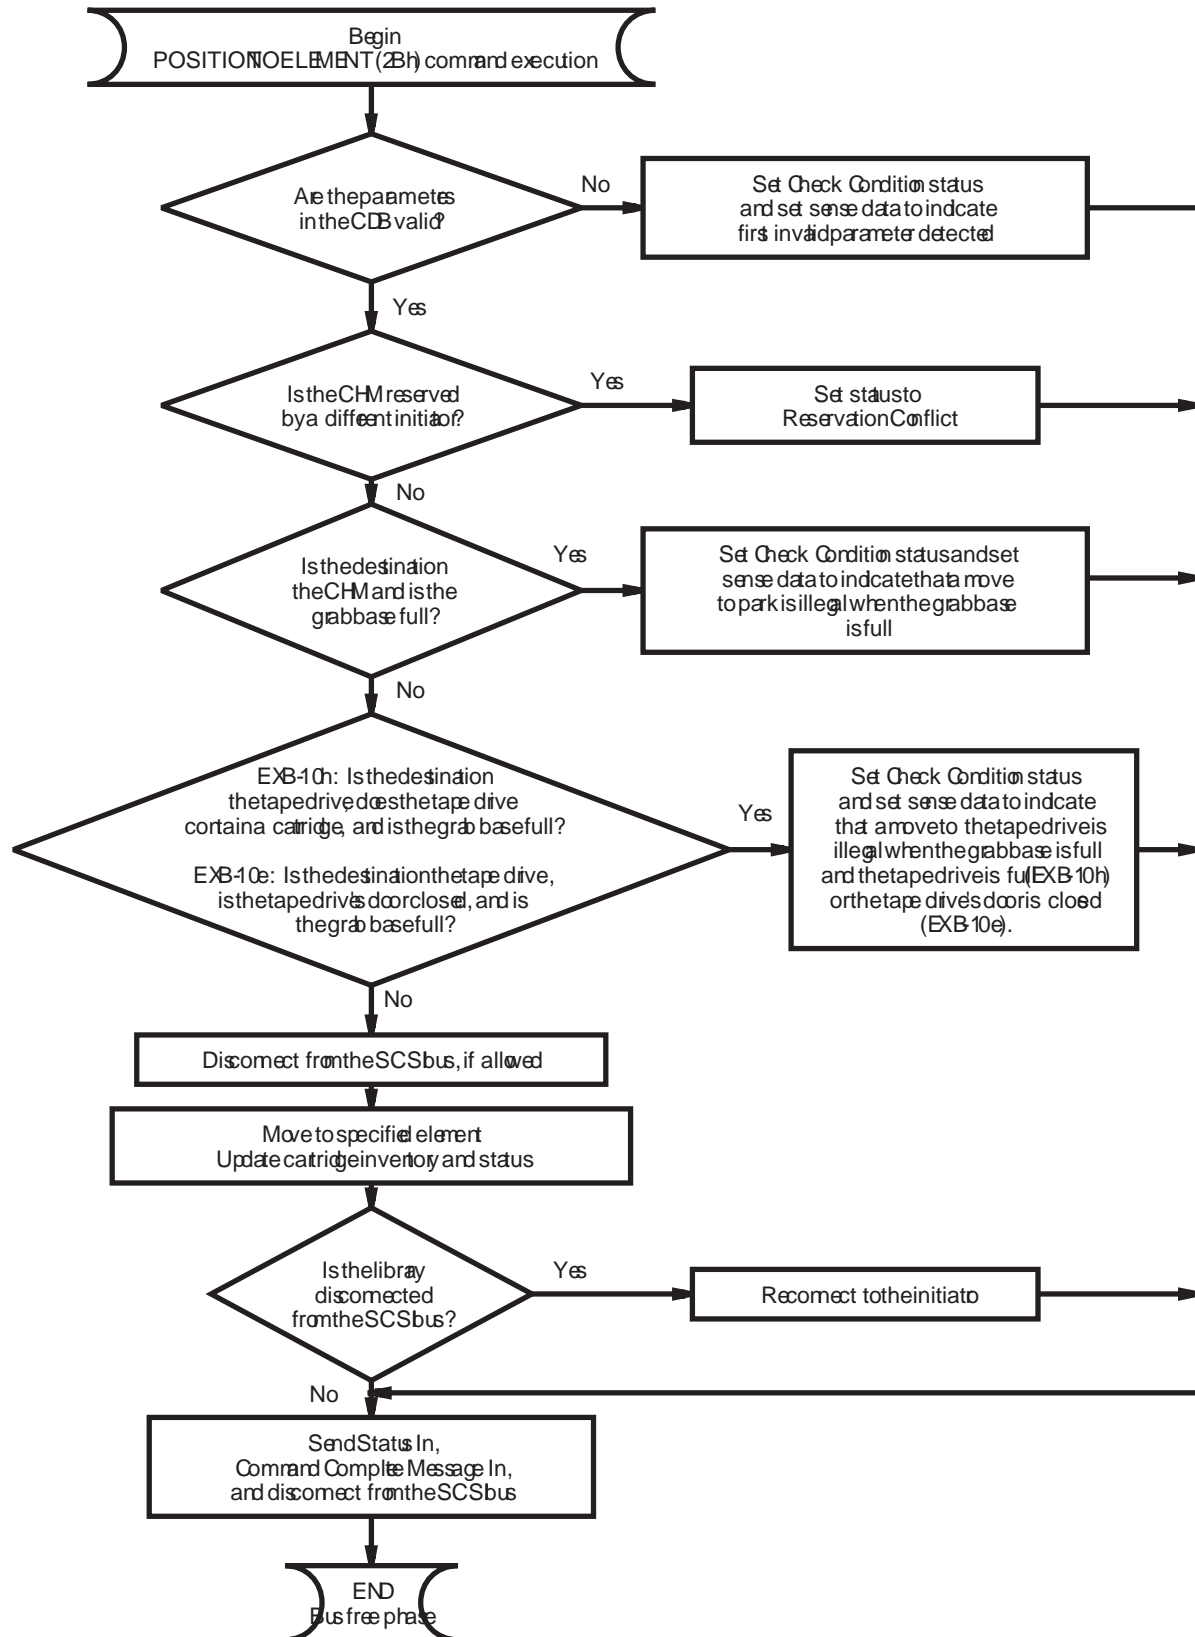 Begin
POSITION TO ELEMENT (2Bh) command execution
Are the parameters
in the CDB valid?
No
Set Check Condition status
and set sense data to indicate
first invalid parameter detected
Yes
Is the CHM reserved
by a different initiator?
Yes
Set status to
Reservation Conflict
No
Is the destination
the CHM and is the
grabbase full?
Yes
Set Check Condition status and set
sense data to indicate that a move
to park is illegal when the grabbase
is full
No
EXB-10h: Is the destination
the tape drive, does the tape drive
contain a cartridge, and is the grab base full?
EXB-10e: Is the destination the tape drive,
is the tape drive's door closed, and is
the grab base full?
Yes
Set Check Condition status
and set sense data to indicate
that a move to the tape drive is
illegal when the grabbase is full
and the tape drive is full (EXB-10h)
or the tape drive's door is closed
(EXB-10e).
No
Disconnect from the SCSI bus, if allowed
Move to specified element
Update cartridge inventory and status
Is the library
disconnected
from the SCSI bus?
Yes
Reconnect to the initiator
No
Send Status In,
Command Complete Message In,
and disconnect from the SCSI bus
END
Bus free phase